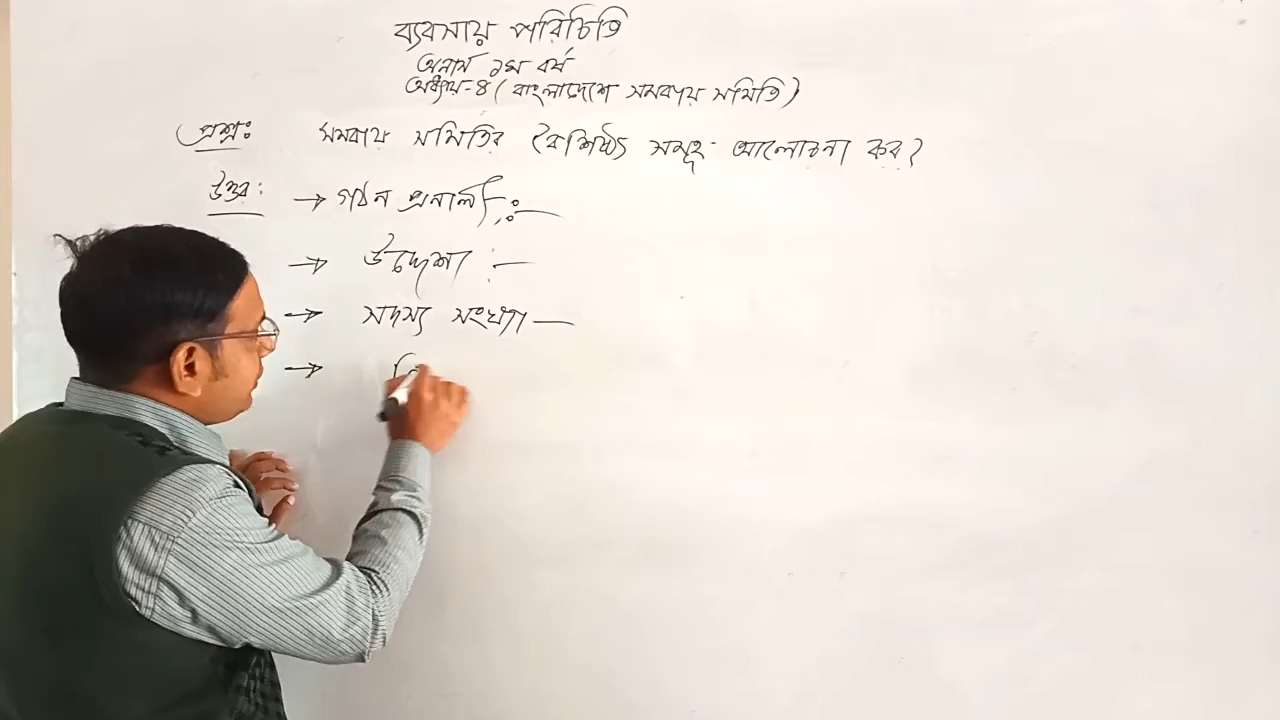 ব্যবসায় পরিচিতি
অনার্স ১ম বর্ষ
অধ্যায়-৪ (বাংলাদেশে সমবায় সমিতি)
প্রশ্নঃ সমবায় সমিতির বৈশিষ্ট্য সমূহ আলোচনা কর?
উত্তর: → গঠন প্রনালী ঃ—
→ উদ্দেশ্য :—
→ সদস্য সংখ্যা —
→